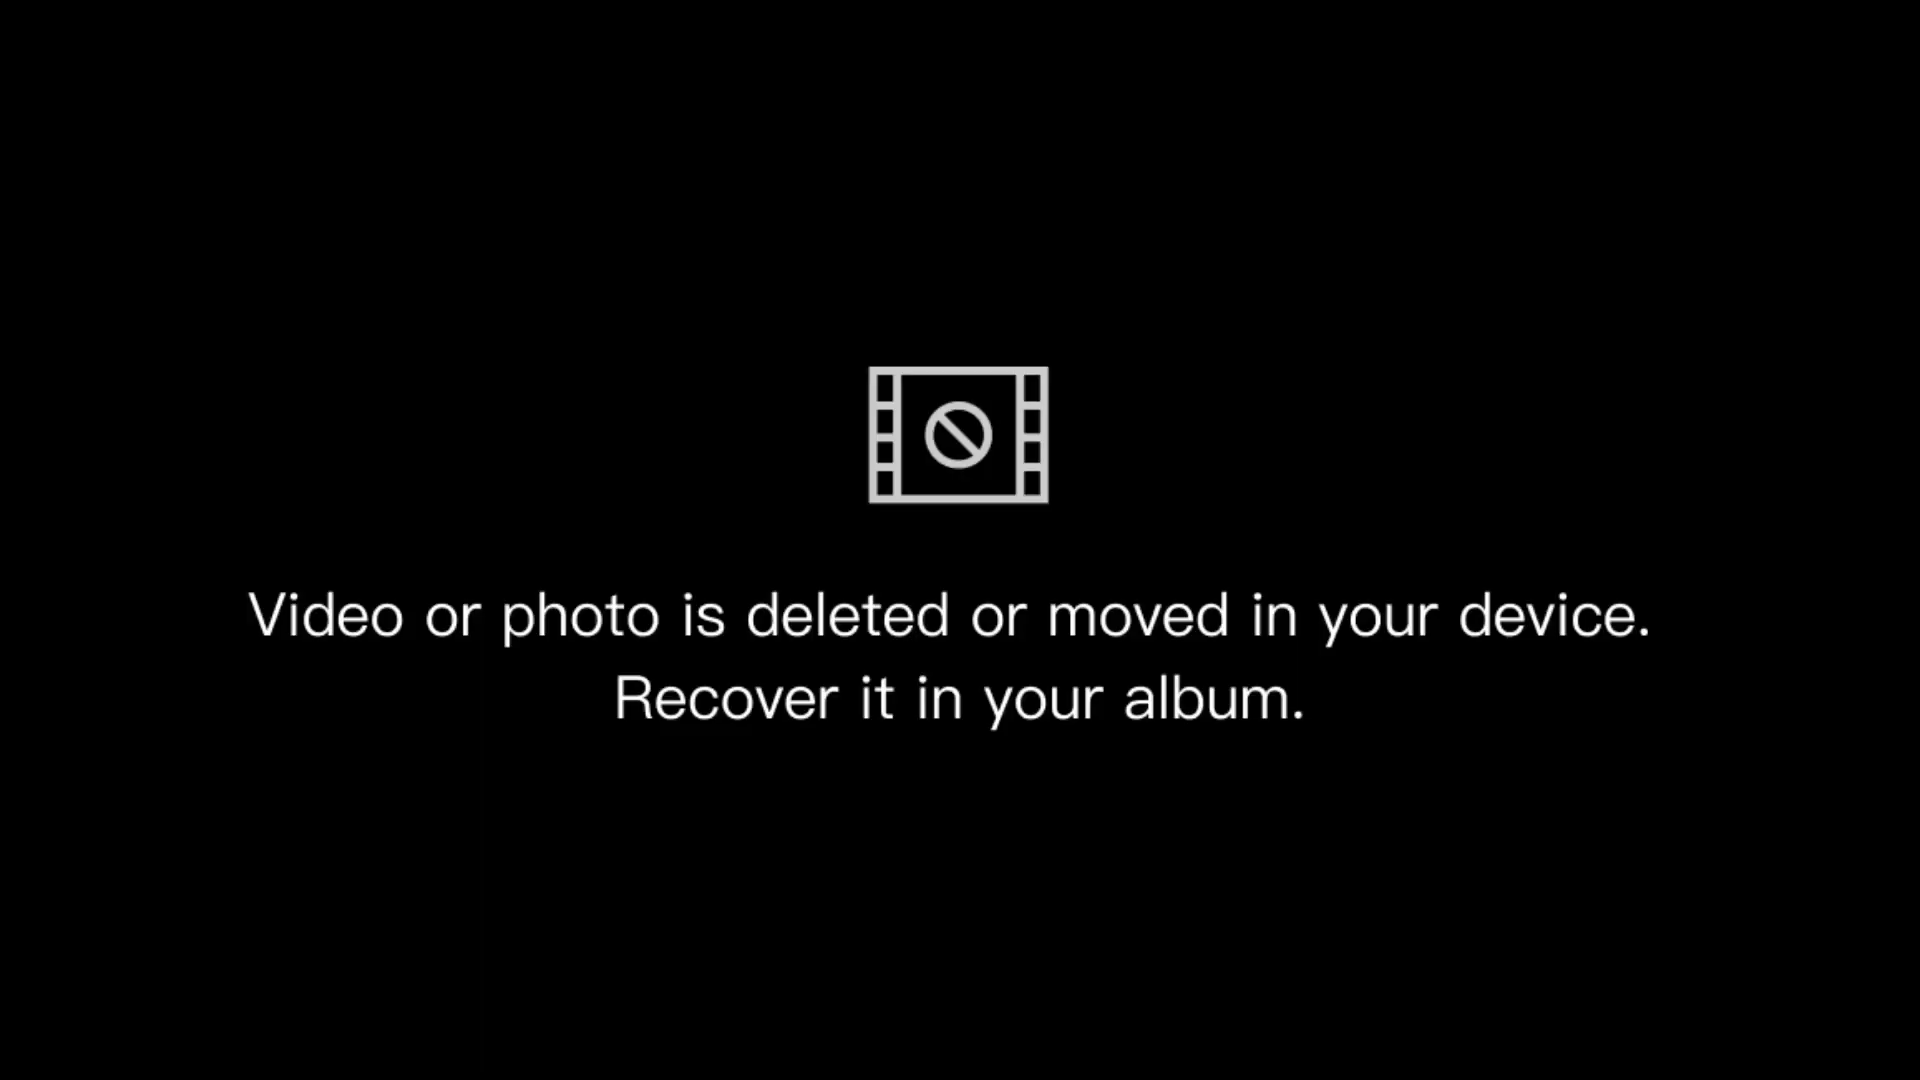 Video or photo is deleted or moved in your device.
Recover it in your album.